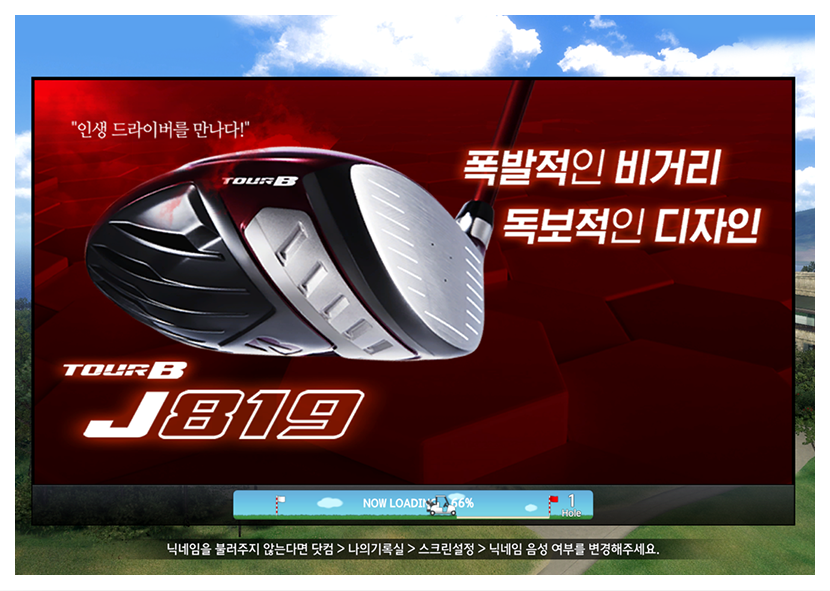 "인생 드라이버를 만나다!"
TOUR B
폭발적인 비거리
독보적인 디자인
TOUR B
J819
NOW LOADING 56%
1
Hole
닉네임을 불러주지 않는다면 닷컴 > 나의기록실 > 스크린설정 > 닉네임 음성 여부를 변경해주세요.